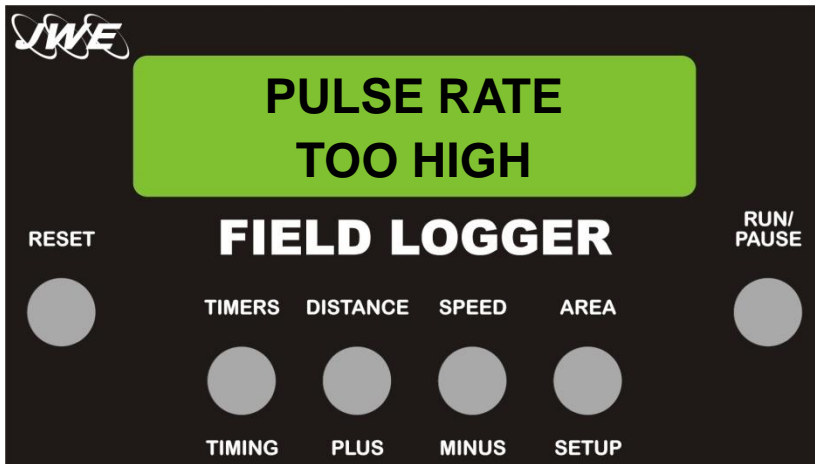 JWE
PULSE RATE
TOO HIGH
FIELD LOGGER
RESET
RUN/
PAUSE
TIMERS DISTANCE SPEED AREA
TIMING PLUS MINUS SETUP